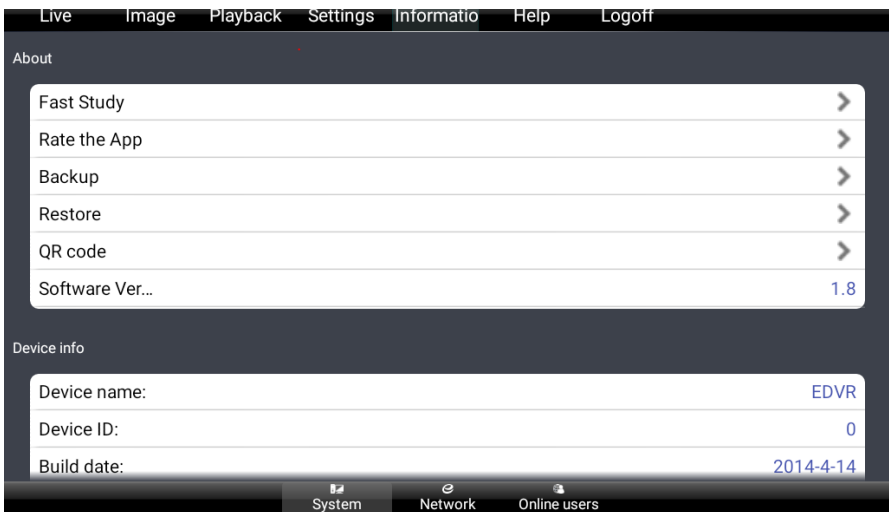 Live Image Playback Settings Informatio Help Logoff
About
Fast Study
Rate the App
Backup
Restore
QR code
Software Ver... 1.8
Device info
Device name: EDVR
Device ID: 0
Build date: 2014-4-14
System Network Online users